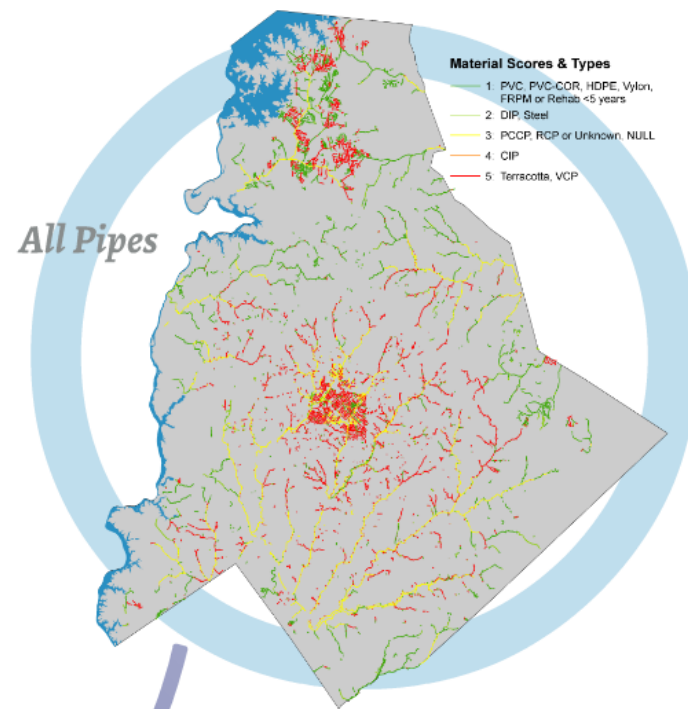 Material Scores & Types
1: PVC, PVC-COR, HDPE, Vylon,
FRPM or Rehab <5 years
2: DIP, Steel
3: PCCP, RCP or Unknown, NULL
4: CIP
5: Terracotta, VCP
All Pipes